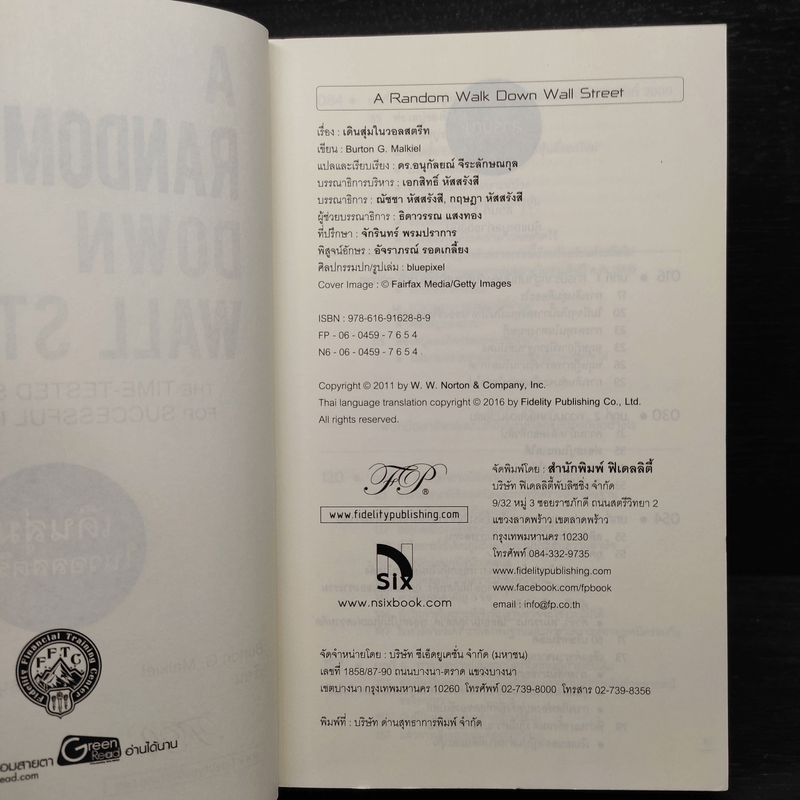 A Random Walk Down Wall Street
เรื่อง : เดินสุ่มในวอลสตรีท
เขียน : Burton G. Malkiel
แปลและเรียบเรียง : ดร.อนุกัลยณ์ จีระลักษณกุล
บรรณาธิการบริหาร : เอกสิทธิ์ หัสสรังสี
บรรณาธิการ : ณัชชา หัสสรังสี, กฤษฎา หัสสรังสี
ผู้ช่วยบรรณาธิการ : ธิดาวรรณ แสงทอง
ที่ปรึกษา : จักรินทร์ พรมปราการ
พิสูจน์อักษร : อัจราภรณ์ รอดเกลี้ยง
ศิลปกรรมปก/รูปเล่ม : bluepixel
Cover Image : © Fairfax Media/Getty Images
ISBN : 978-616-91628-8-9
FP - 06 - 0459 - 7 6 5 4
N6 - 06 - 0459 - 7 6 5 4
Copyright © 2011 by W. W. Norton & Company, Inc.
Thai language translation copyright © 2016 by Fidelity Publishing Co., Ltd.
All rights reserved.
FP®
www.fidelitypublishing.com
NSix
www.nsixbook.com
จัดพิมพ์โดย : สำนักพิมพ์ ฟิเดลลิตี้
บริษัท ฟิเดลลิตี้พับลิชชิ่ง จำกัด
9/32 หมู่ 3 ซอยราชภักดี ถนนสตรีวิทยา 2
แขวงลาดพร้าว เขตลาดพร้าว
กรุงเทพมหานคร 10230
โทรศัพท์ 084-332-9735
www.fidelitypublishing.com
www.facebook.com/fpbook
email : info@fp.co.th
จัดจำหน่ายโดย : บริษัท ซีเอ็ดยูเคชั่น จำกัด (มหาชน)
เลขที่ 1858/87-90 ถนนบางนา-ตราด แขวงบางนา
เขตบางนา กรุงเทพมหานคร 10260 โทรศัพท์ 02-739-8000 โทรสาร 02-739-8356
พิมพ์ที่ : บริษัท ด่านสุทธาการพิมพ์ จำกัด
Fidelity Financial Training Center
FFTC
อมสายตา Green Read อ่านได้นาน
ead.com